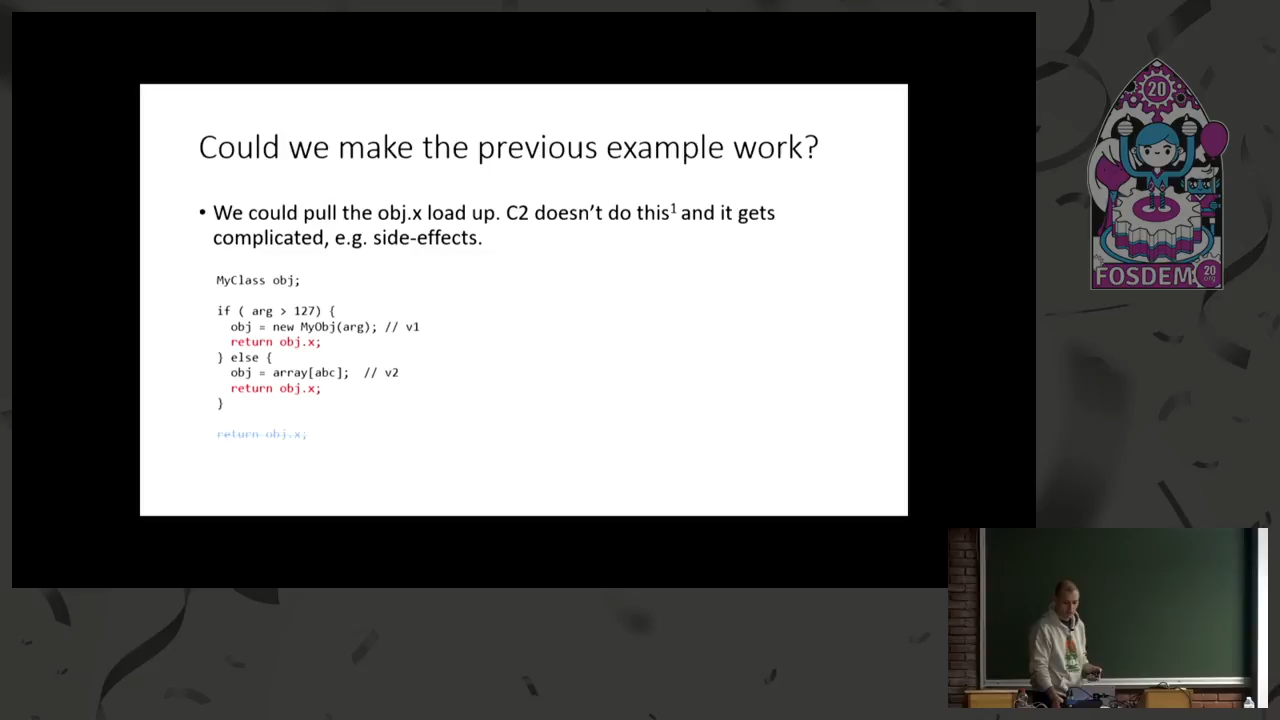 Could we make the previous example work?
• We could pull the obj.x load up. C2 doesn’t do this¹ and it gets
complicated, e.g. side-effects.
MyClass obj;
if ( arg > 127) {
obj = new MyObj(arg); // v1
return obj.x;
} else {
obj = array[abc]; // v2
return obj.x;
}
return obj.x;
20
FOSDEM
20
org